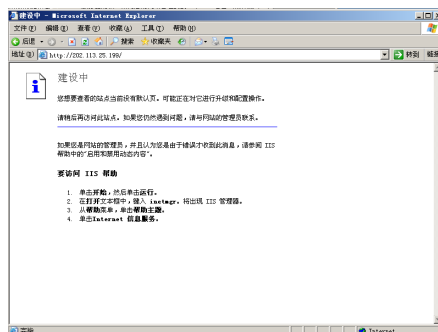 建设中 - Microsoft Internet Explorer
文件(F) 编辑(E) 查看(V) 收藏(A) 工具(T) 帮助(H)
后退 搜索 收藏夹
地址(D) http://202.113.25.199/ 转到 链接
建设中
您想要查看的站点当前没有默认页。可能正在对它进行升级和配置操作。
请稍后再访问此站点。如果您仍然遇到问题，请与网站的管理员联系。
如果您是网站的管理员，并且认为您是由于错误才收到此消息，请参阅 IIS
帮助中的"启用和禁用动态内容"。
要访问 IIS 帮助
1. 单击开始，然后单击运行。
2. 在打开文本框中，键入 inetmgr。将出现 IIS 管理器。
3. 从帮助菜单，单击帮助主题。
4. 单击Internet 信息服务。
完毕 Internet